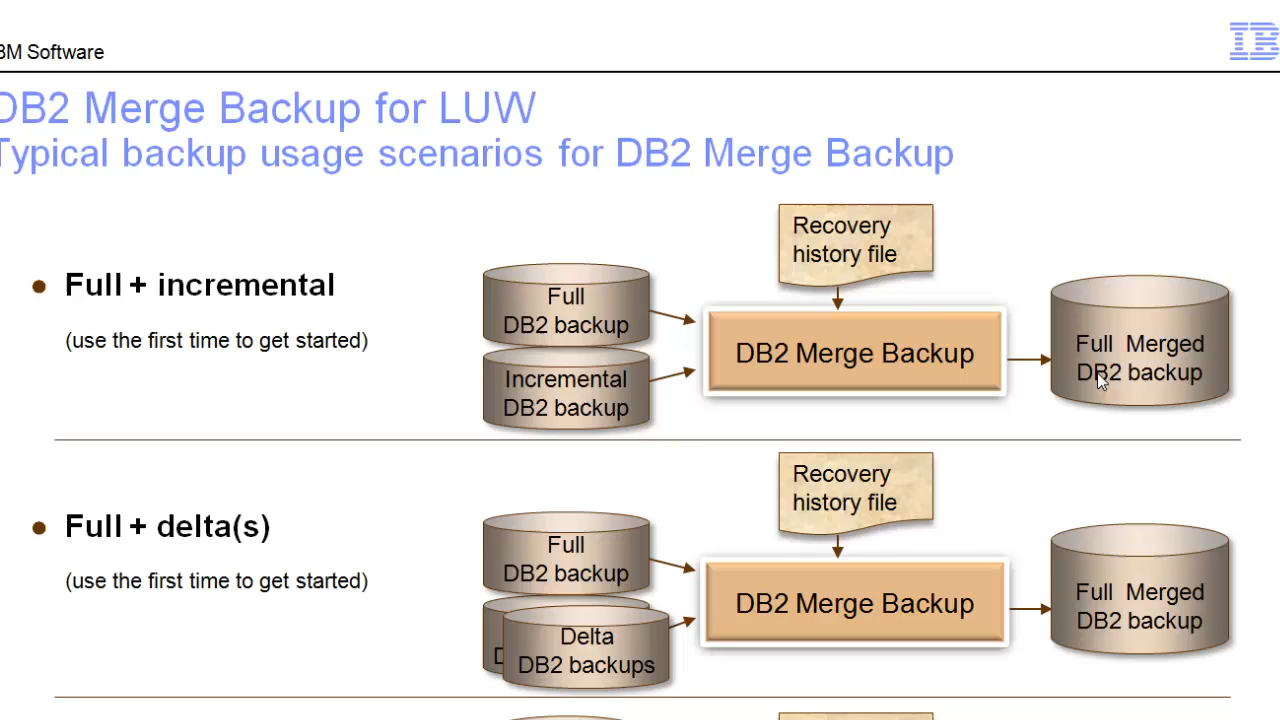 BM Software
IB
DB2 Merge Backup for LUW
Typical backup usage scenarios for DB2 Merge Backup
Full + incremental
(use the first time to get started)
Full
DB2 backup
Incremental
DB2 backup
Recovery
history file
DB2 Merge Backup
Full Merged
DB2 backup
Full + delta(s)
(use the first time to get started)
Full
DB2 backup
D
Delta
DB2 backups
Recovery
history file
DB2 Merge Backup
Full Merged
DB2 backup